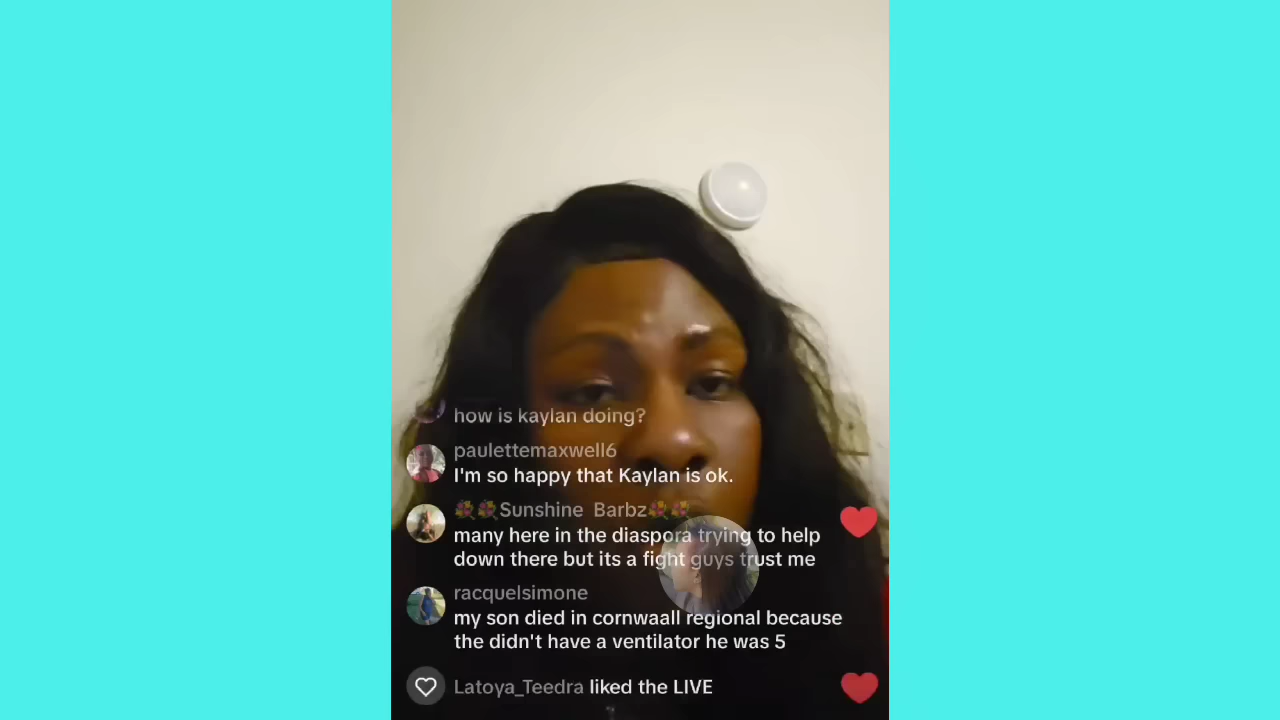 how is kaylan doing?
paulettemaxwell6
I'm so happy that Kaylan is ok.
💐💐Sunshine Barbz💐💐
many here in the diaspora trying to help
down there but its a fight guys trust me
racquelsimone
my son died in cornwaall regional because
the didn't have a ventilator he was 5
Latoya_Teedra liked the LIVE